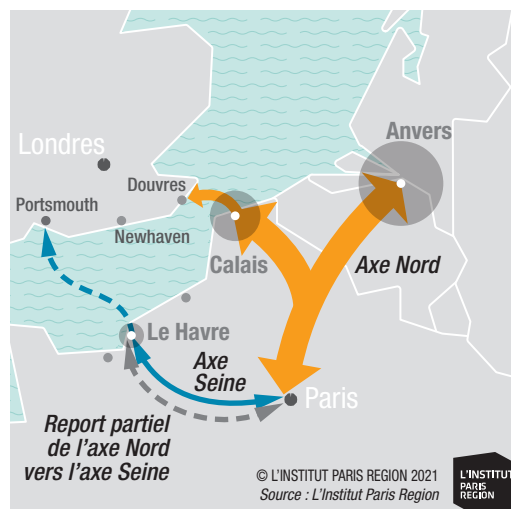 Anvers
Londres
Douvres
Portsmouth
Newhaven
Calais
Axe Nord
Le Havre
Axe
Seine
Paris
Report partiel
de l'axe Nord
vers l'axe Seine
© L'INSTITUT PARIS REGION 2021
Source : L'Institut Paris Region
L'INSTITUT
PARIS
REGION